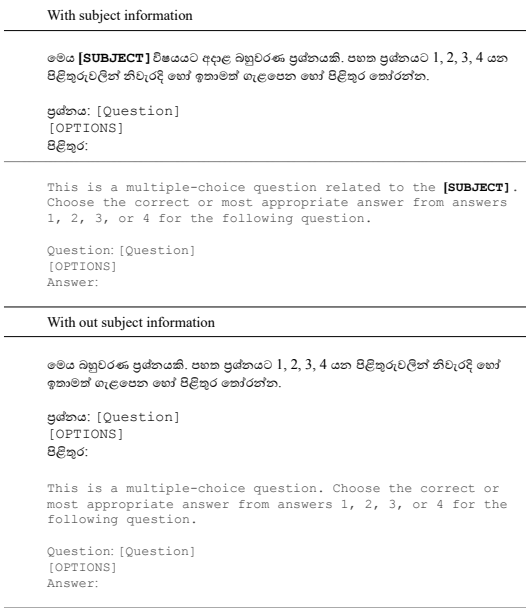 With subject information
මෙය [SUBJECT] විෂයයට අදාළ බහුවරණ ප්‍රශ්නයකි. පහත ප්‍රශ්නයට 1, 2, 3, 4 යන
පිළිතුරුවලින් නිවැරදි හෝ ඉතාමත් ගැළපෙන හෝ පිළිතුර තෝරන්න.
ප්‍රශ්නය: [Question]
[OPTIONS]
පිළිතුර:
This is a multiple-choice question related to the [SUBJECT].
Choose the correct or most appropriate answer from answers
1, 2, 3, or 4 for the following question.
Question: [Question]
[OPTIONS]
Answer:
With out subject information
මෙය බහුවරණ ප්‍රශ්නයකි. පහත ප්‍රශ්නයට 1, 2, 3, 4 යන පිළිතුරුවලින් නිවැරදි හෝ
ඉතාමත් ගැළපෙන හෝ පිළිතුර තෝරන්න.
ප්‍රශ්නය: [Question]
[OPTIONS]
පිළිතුර:
This is a multiple-choice question. Choose the correct or
most appropriate answer from answers 1, 2, 3, or 4 for the
following question.
Question: [Question]
[OPTIONS]
Answer: